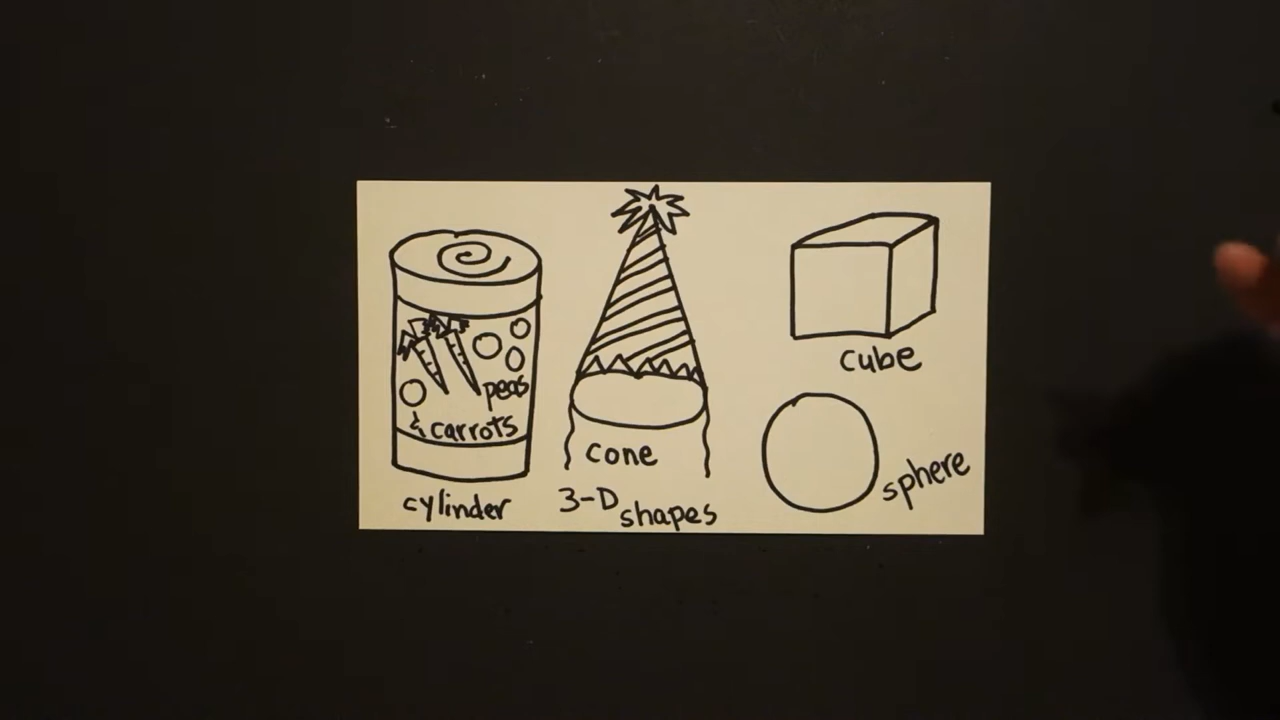 peas
& carrots
cylinder
cone
3-D shapes
cube
sphere